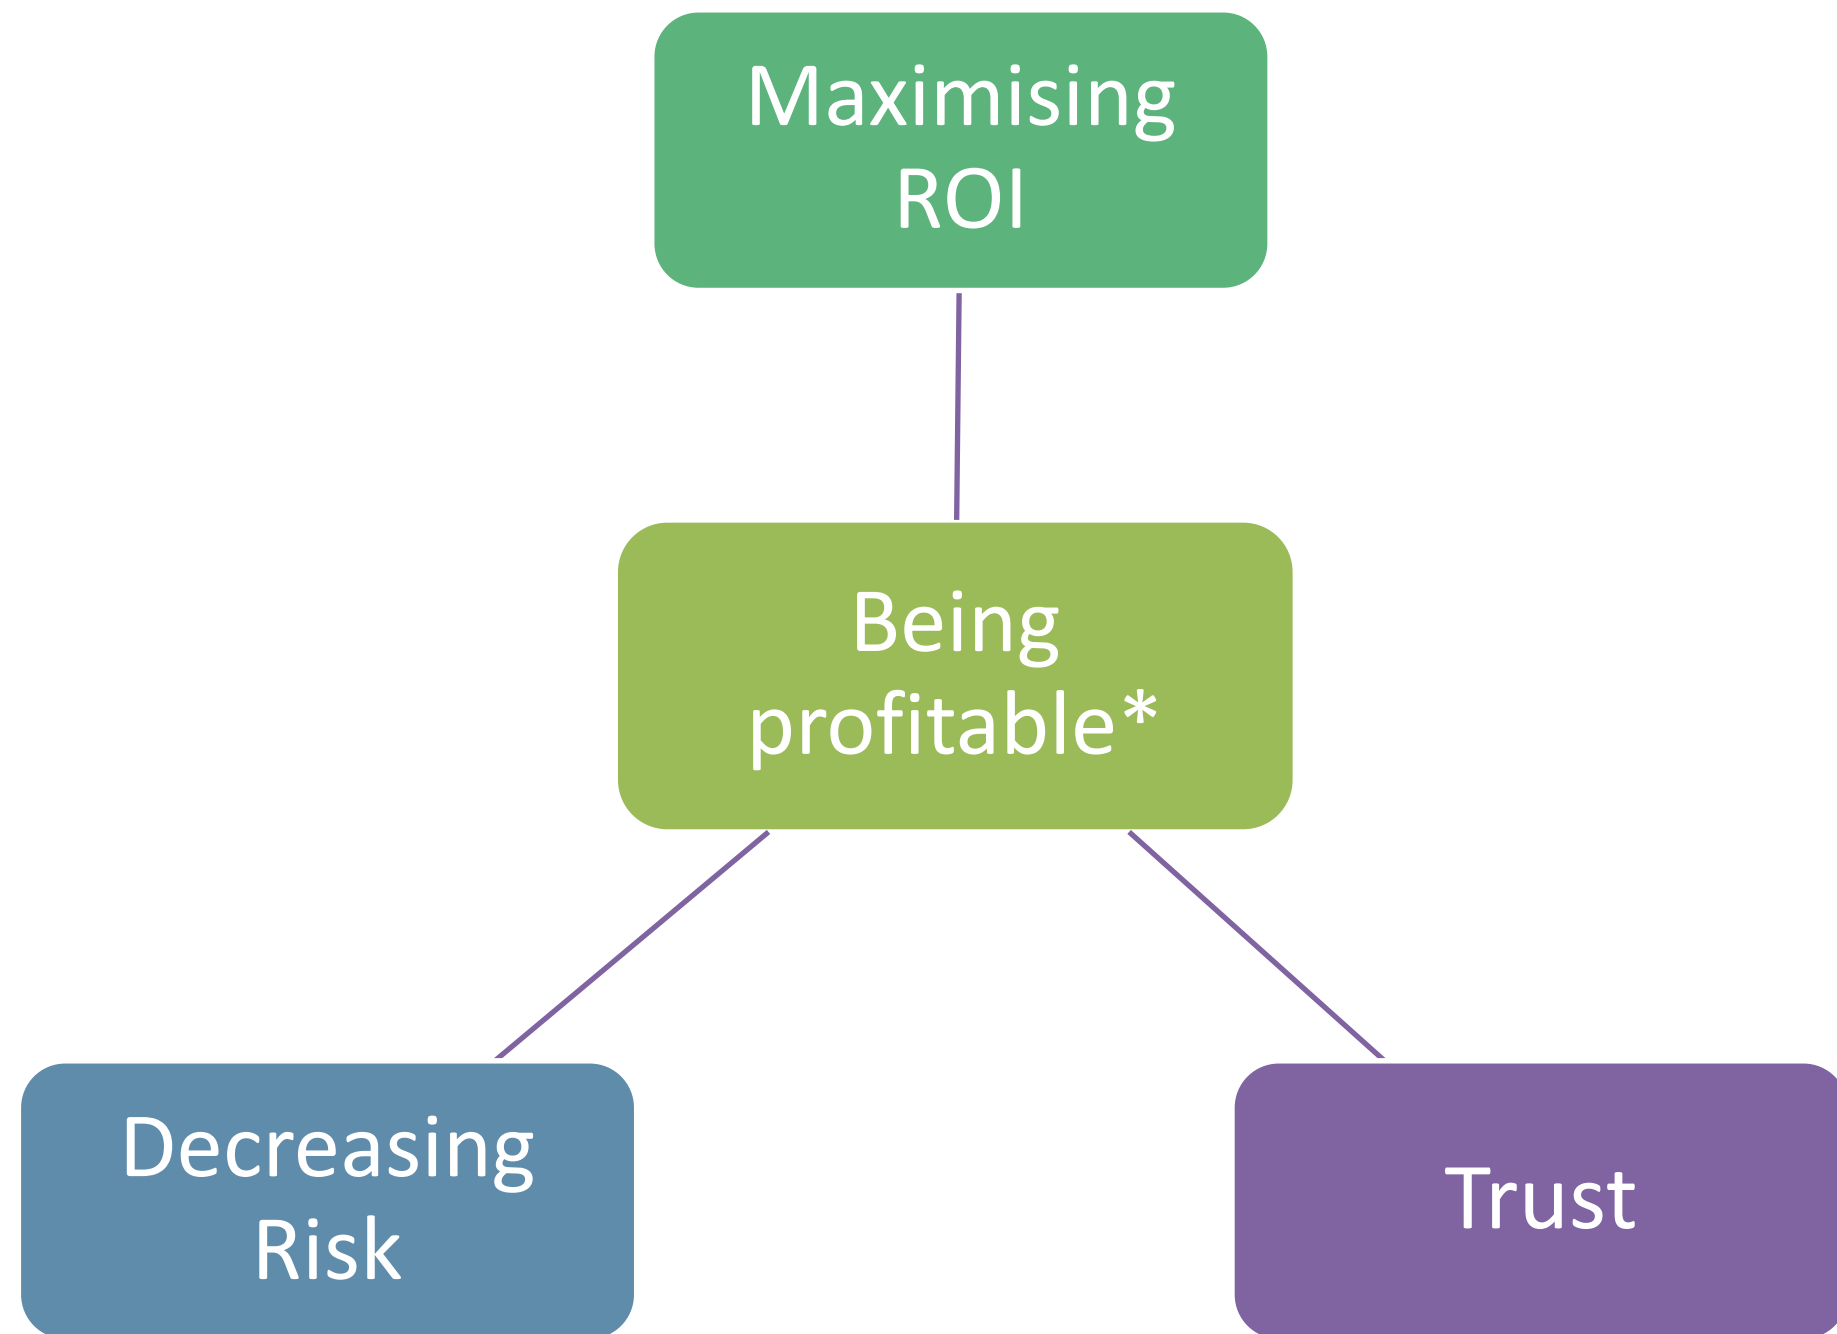 Maximising
ROI
Being
profitable*
Decreasing
Risk
Trust